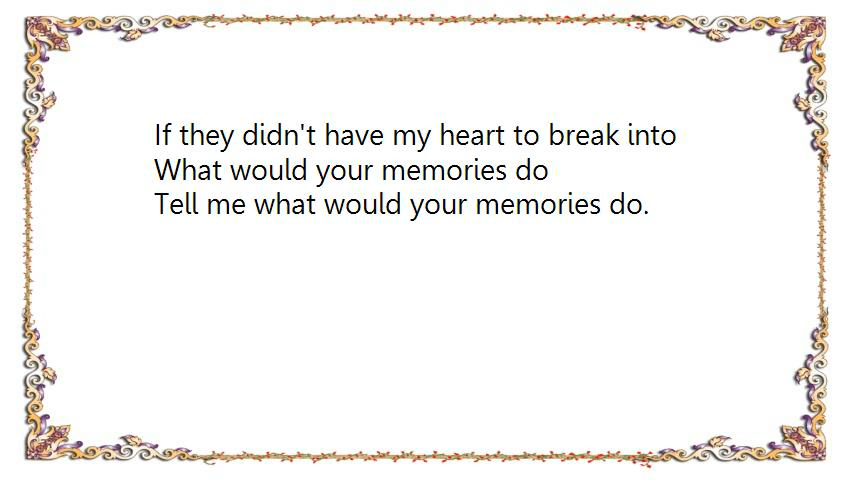 If they didn't have my heart to break into
What would your memories do
Tell me what would your memories do.